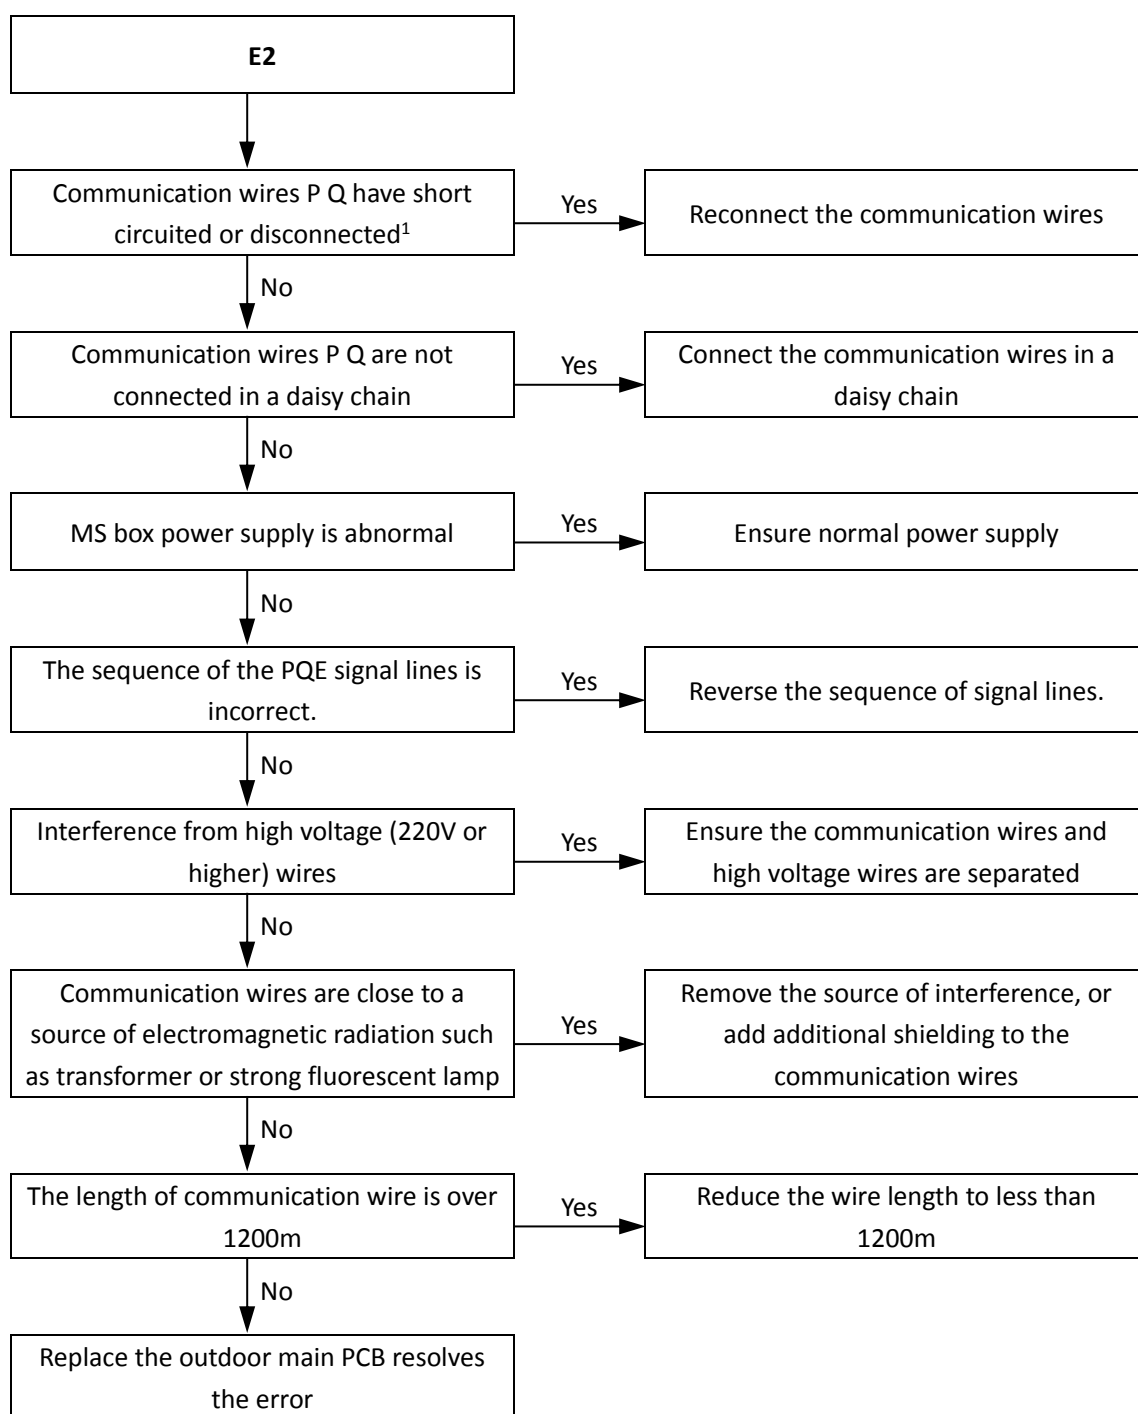 E2
Communication wires P Q have short
circuited or disconnected1
Yes
Reconnect the communication wires
No
Communication wires P Q are not
connected in a daisy chain
Yes
Connect the communication wires in a
daisy chain
No
MS box power supply is abnormal
Yes
Ensure normal power supply
No
The sequence of the PQE signal lines is
incorrect.
Yes
Reverse the sequence of signal lines.
No
Interference from high voltage (220V or
higher) wires
Yes
Ensure the communication wires and
high voltage wires are separated
No
Communication wires are close to a
source of electromagnetic radiation such
as transformer or strong fluorescent lamp
Yes
Remove the source of interference, or
add additional shielding to the
communication wires
No
The length of communication wire is over
1200m
Yes
Reduce the wire length to less than
1200m
No
Replace the outdoor main PCB resolves
the error